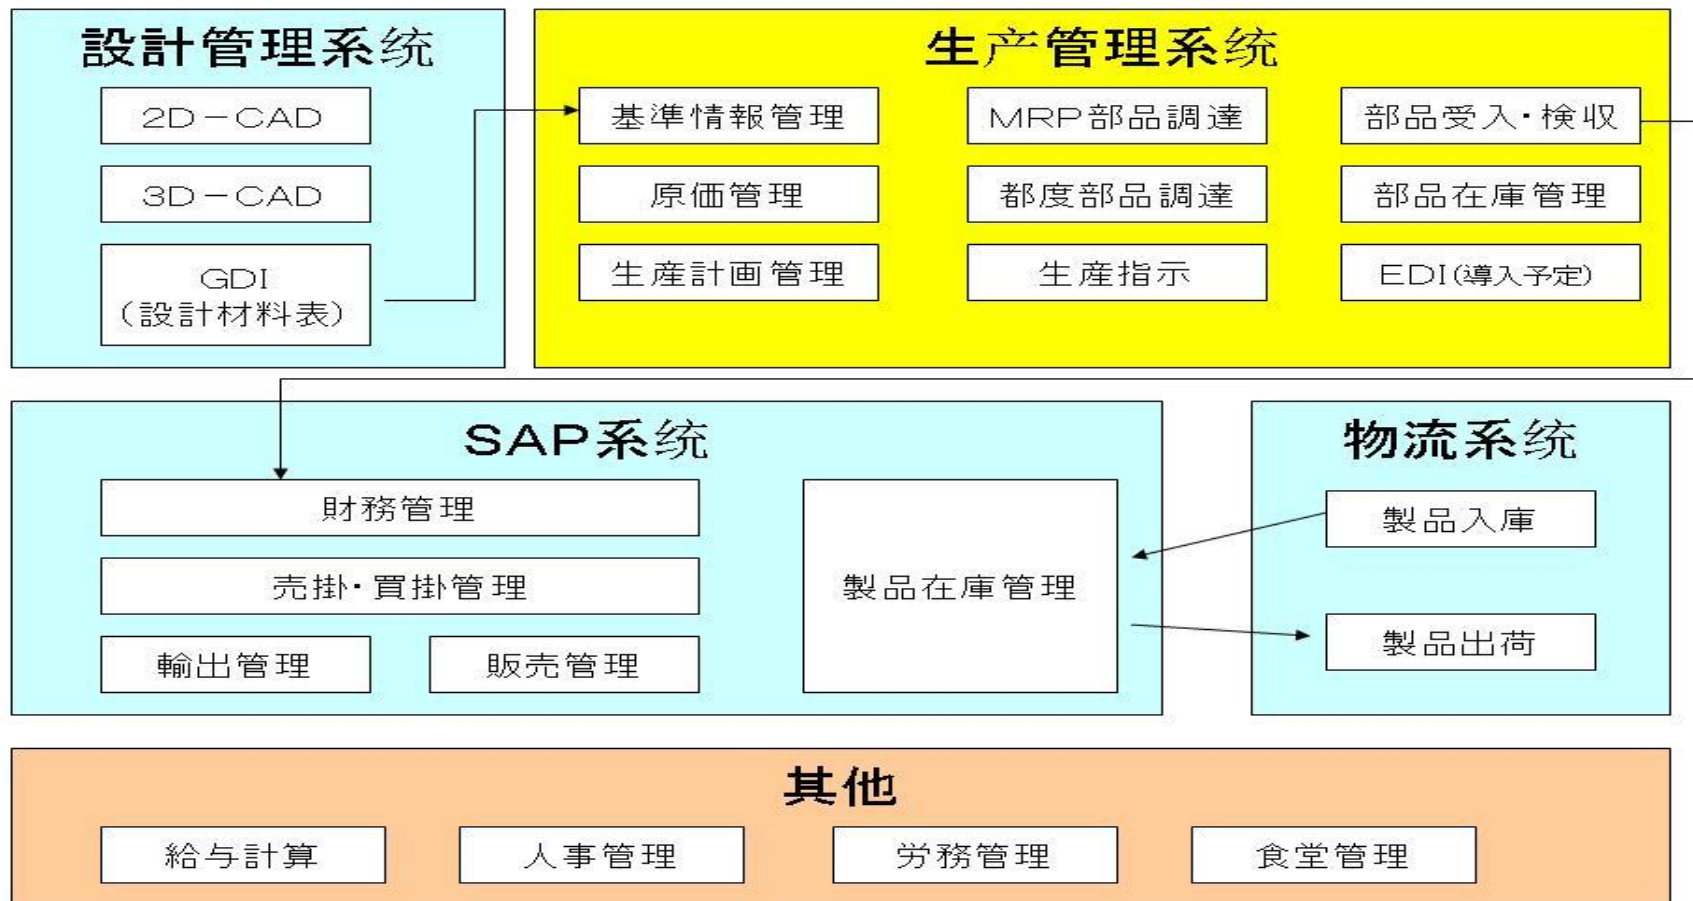 設計管理系统
2D－CAD
3D－CAD
GDI
（設計材料表）
生产管理系统
基準情報管理
MRP部品調達
部品受入・検収
原価管理
都度部品調達
部品在庫管理
生産計画管理
生産指示
EDI(導入予定)
SAP系统
財務管理
売掛・買掛管理
輸出管理
販売管理
製品在庫管理
物流系统
製品入庫
製品出荷
其他
給与計算
人事管理
労務管理
食堂管理